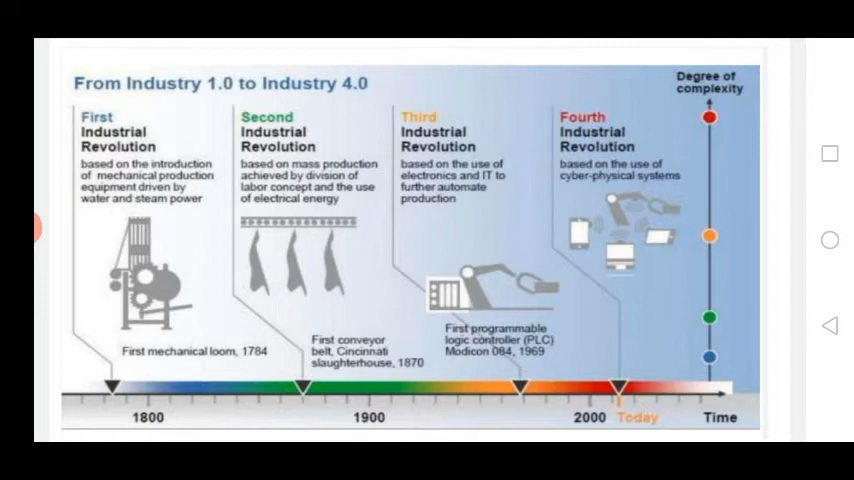 From Industry 1.0 to Industry 4.0
Degree of
complexity
First
Industrial
Revolution
based on the introduction
of mechanical production
equipment driven by
water and steam power
Second
Industrial
Revolution
based on mass production
achieved by division of
labor concept and the use
of electrical energy
Third
Industrial
Revolution
based on the use of
electronics and IT to
further automate
production
Fourth
Industrial
Revolution
based on the use of
cyber-physical systems
First mechanical loom, 1784
First conveyor
belt, Cincinnati
slaughterhouse, 1870
First programmable
logic controller (PLC)
Modicon 084, 1969
1800
1900
2000
Today
Time